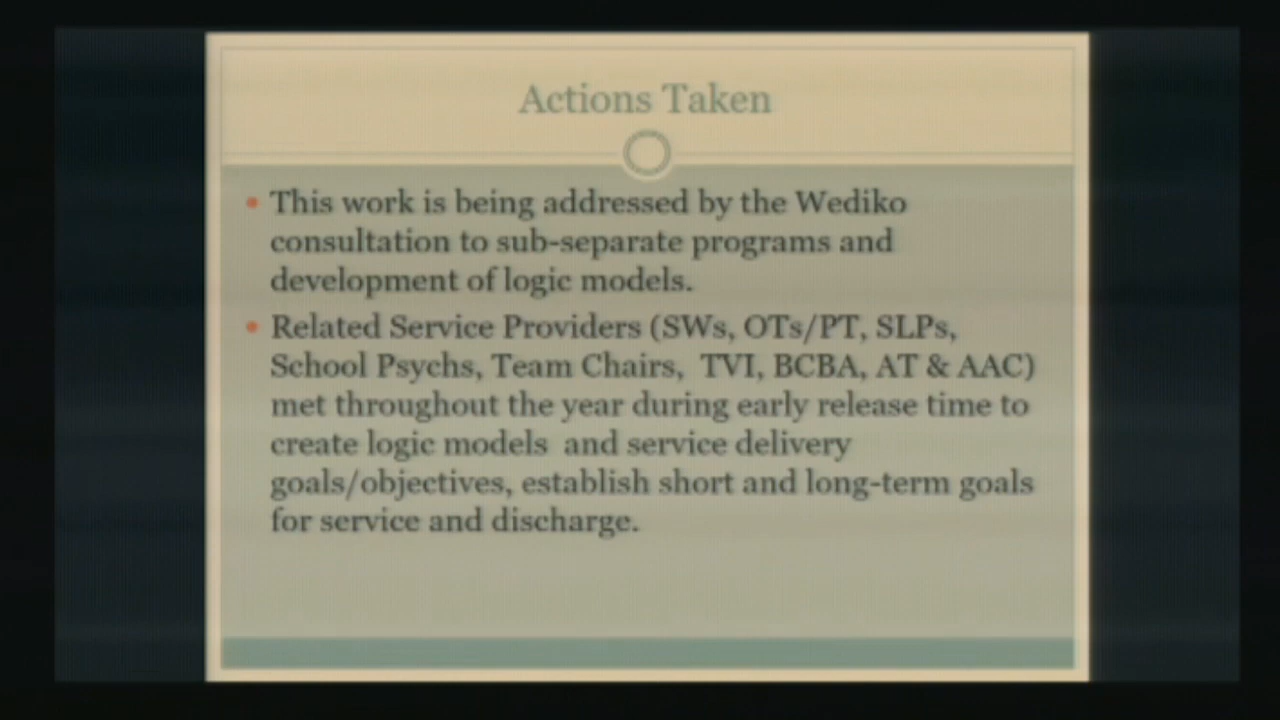 Actions Taken
• This work is being addressed by the Wediko
consultation to sub-separate programs and
development of logic models.
• Related Service Providers (SWs, OTs/PT, SLPs,
School Psychs, Team Chairs,  TVI, BCBA, AT & AAC)
met throughout the year during early release time to
create logic models  and service delivery
goals/objectives, establish short and long-term goals
for service and discharge.